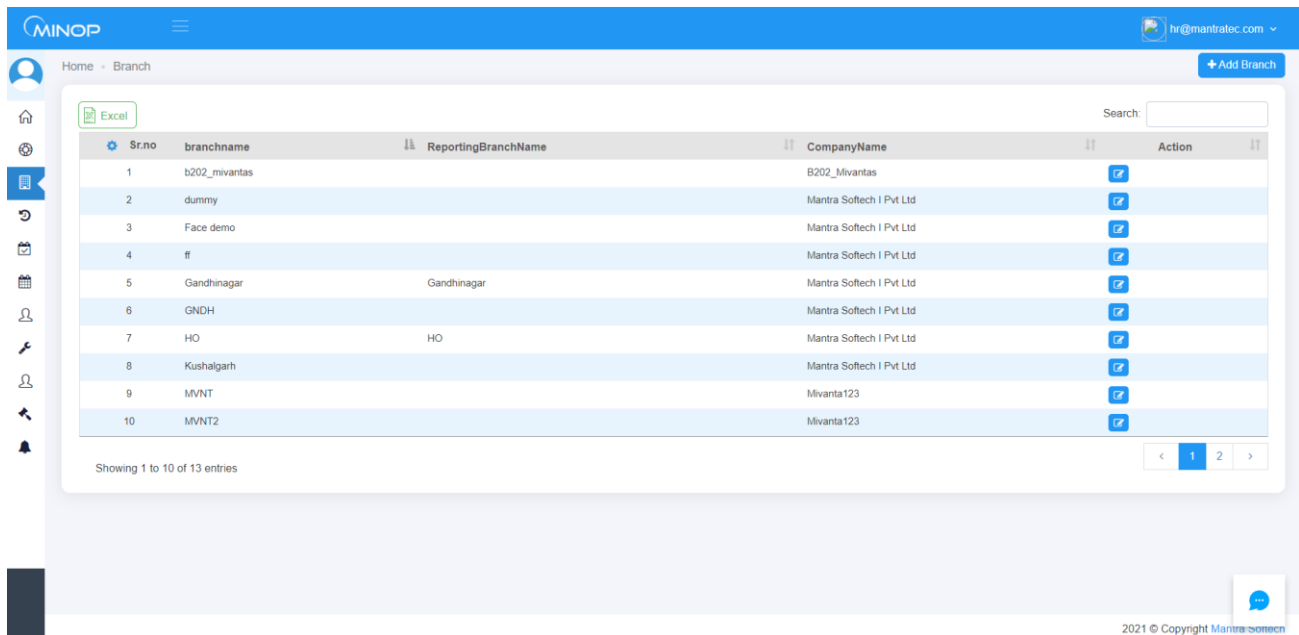 MINOP
hr@mantratec.com
Home - Branch
+ Add Branch
Excel
Search:
Sr.no branchname ReportingBranchName CompanyName Action
1 b202_mivantas B202_Mivantas
2 dummy Mantra Softech I Pvt Ltd
3 Face demo Mantra Softech I Pvt Ltd
4 ff Mantra Softech I Pvt Ltd
5 Gandhinagar Gandhinagar Mantra Softech I Pvt Ltd
6 GNDH Mantra Softech I Pvt Ltd
7 HO HO Mantra Softech I Pvt Ltd
8 Kushalgarh Mantra Softech I Pvt Ltd
9 MVNT Mivanta123
10 MVNT2 Mivanta123
Showing 1 to 10 of 13 entries
< 1 2 >
2021 © Copyright Mantra Softech